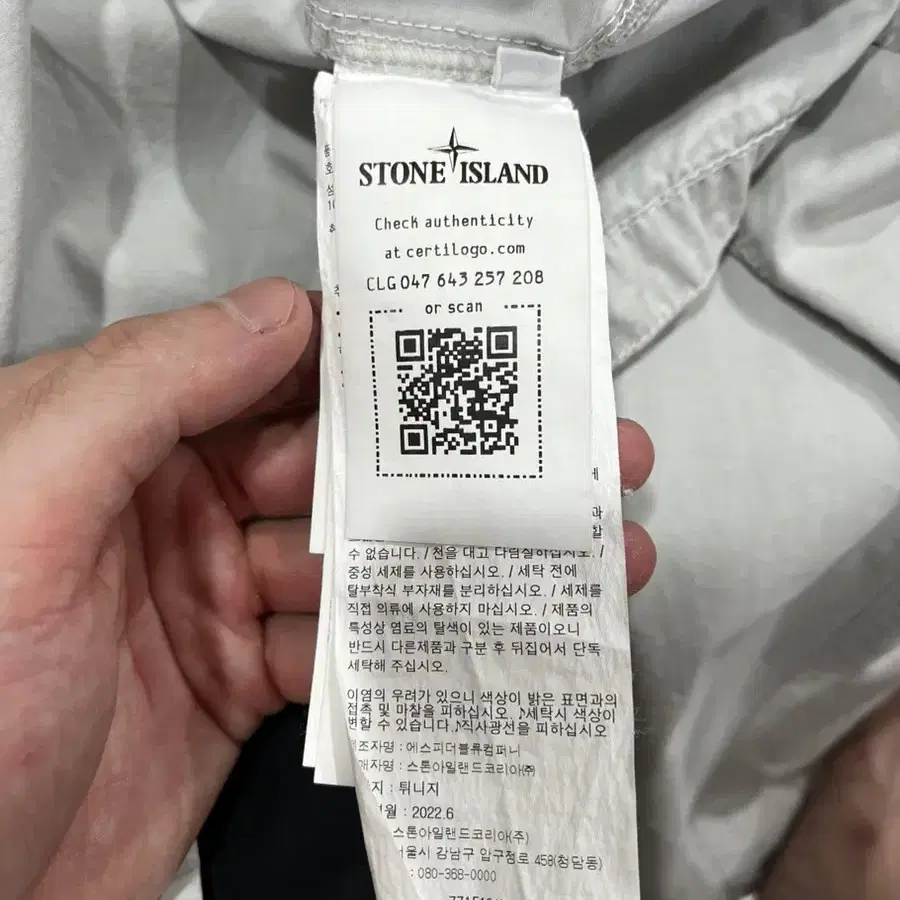 STONE ISLAND
Check authenticity
at certilogo.com
CLG 047 643 257 208
or scan
수 없습니다. / 천을 대고 다림질하십시오. /
중성 세제를 사용하십시오. / 세탁 전에
탈부착식 부자재를 분리하십시오. / 세제를
직접 의류에 사용하지 마십시오. / 제품의
특성상 염료의 탈색이 있는 제품이오니
반드시 다른제품과 구분 후 뒤집어서 단독
세탁해 주십시오.
이염의 우려가 있으니 색상이 밝은 표면과의
접촉 및 마찰을 피하십시오. ♪세탁시 색상이
변할 수 있습니다.♪직사광선을 피하십시오
조자명 : 에스피더블류컴퍼니
매자명 : 스톤아일랜드코리아㈜
지 : 튀니지
월 : 2022.6
스톤아일랜드코리아(주)
서울시 강남구 압구정로 458(청담동)
: 080-368-0000